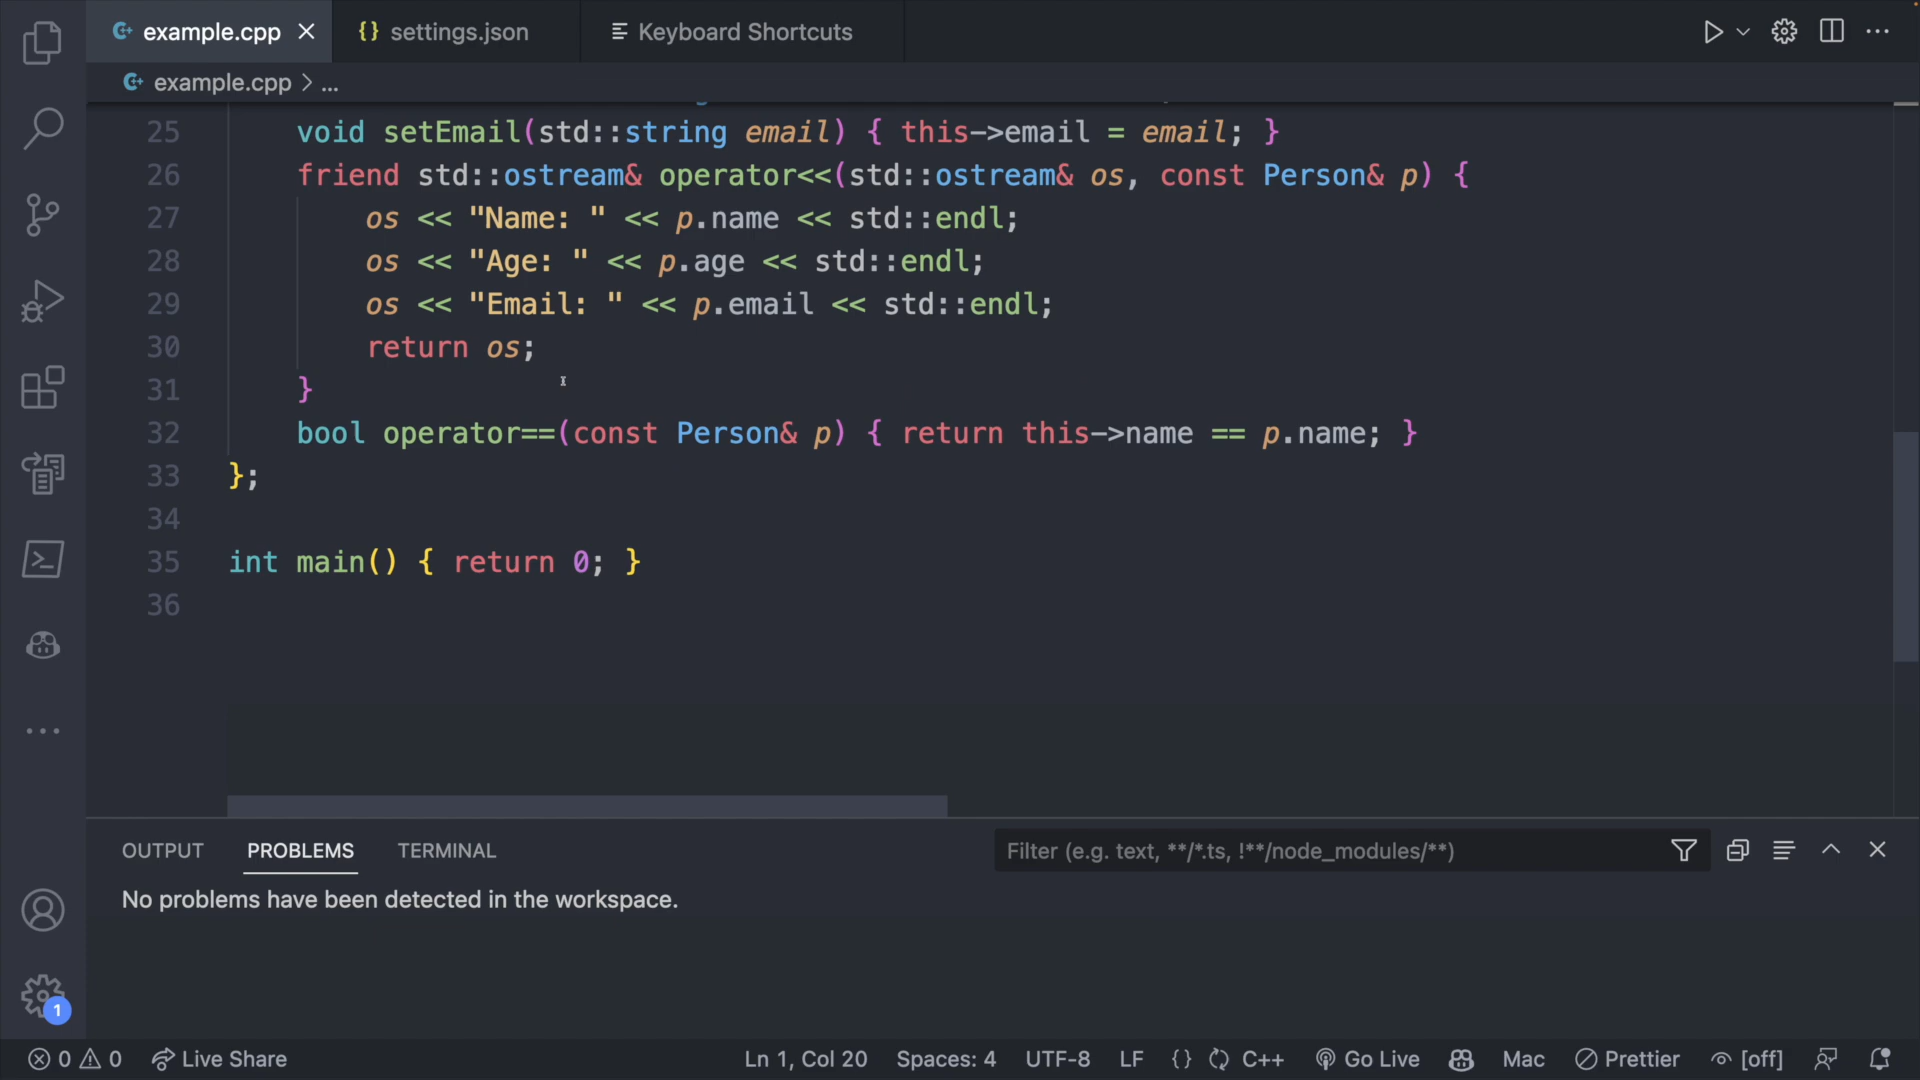 example.cpp
{} settings.json
Keyboard Shortcuts
example.cpp > ...
25 void setEmail(std::string email) { this->email = email; }
26 friend std::ostream& operator<<(std::ostream& os, const Person& p) {
27 os << "Name: " << p.name << std::endl;
28 os << "Age: " << p.age << std::endl;
29 os << "Email: " << p.email << std::endl;
30 return os;
31 }
32 bool operator==(const Person& p) { return this->name == p.name; }
33 };
34
35 int main() { return 0; }
36
OUTPUT PROBLEMS TERMINAL
Filter (e.g. text, **/*.ts, !**/node_modules/**)
No problems have been detected in the workspace.
1
0 0 Live Share Ln 1, Col 20 Spaces: 4 UTF-8 LF {} C++ Go Live Mac Prettier [off]